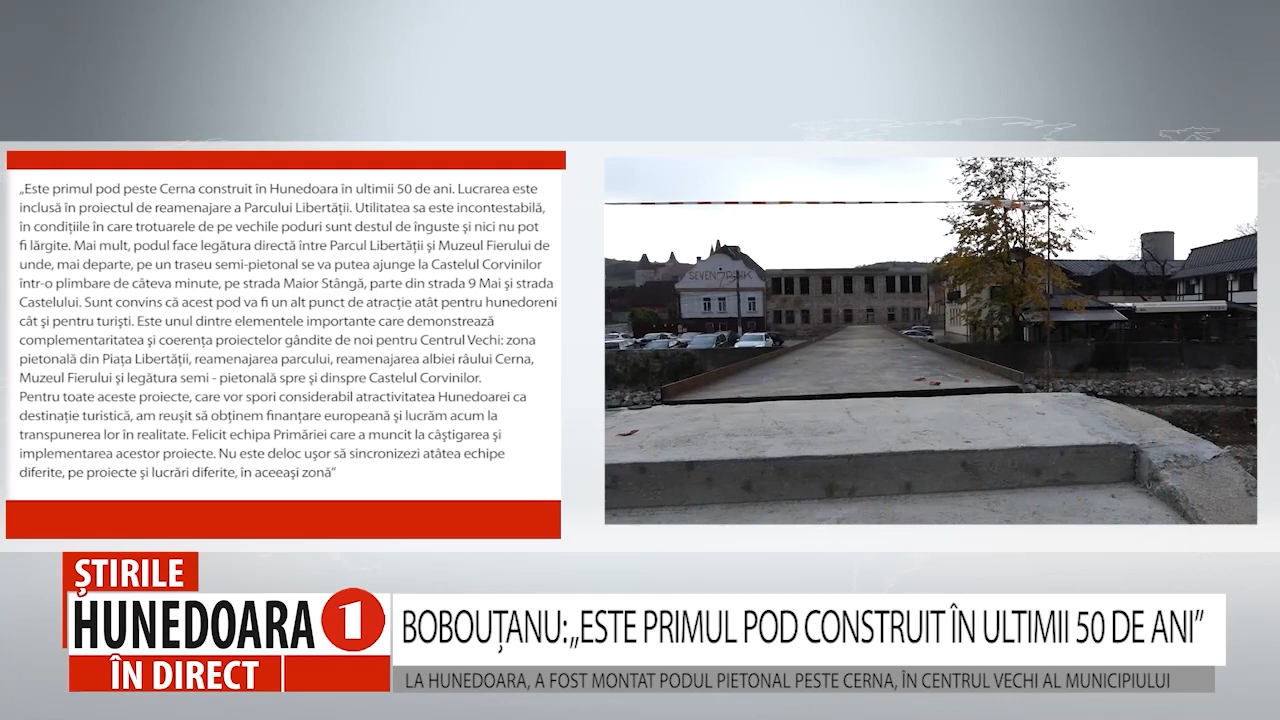 „Este primul pod peste Cerna construit în Hunedoara în ultimii 50 de ani. Lucrarea este
inclusă în proiectul de reamenajare a Parcului Libertății. Utilitatea sa este incontestabilă,
în condițiile în care trotuarele de pe vechile poduri sunt destul de înguste și nici nu pot
fi lărgite. Mai mult, podul face legătura directă între Parcul Libertății și Muzeul Fierului de
unde, mai departe, pe un traseu semi-pietonal se va putea ajunge la Castelul Corvinilor
într-o plimbare de câteva minute, pe strada Maior Stângă, parte din strada 9 Mai și strada
Castelului. Sunt convins că acest pod va fi un alt punct de atracție atât pentru hunedoreni
cât și pentru turiști. Este unul dintre elementele importante care demonstrează
complementaritatea și coerența proiectelor gândite de noi pentru Centrul Vechi: zona
pietonală din Piața Libertății, reamenajarea parcului, reamenajarea albiei râului Cerna,
Muzeul Fierului și legătura semi - pietonală spre și dinspre Castelul Corvinilor.
Pentru toate aceste proiecte, care vor spori considerabil atractivitatea Hunedoarei ca
destinație turistică, am reușit să obținem finanțare europeană și lucrăm acum la
transpunerea lor în realitate. Felicit echipa Primăriei care a muncit la câștigarea și
implementarea acestor proiecte. Nu este deloc ușor să sincronizezi atâtea echipe
diferite, pe proiecte și lucrări diferite, în aceeași zonă”
ȘTIRILE
HUNEDOARA 1
ÎN DIRECT
BOBOUȚANU: „ESTE PRIMUL POD CONSTRUIT ÎN ULTIMII 50 DE ANI”
LA HUNEDOARA, A FOST MONTAT PODUL PIETONAL PESTE CERNA, ÎN CENTRUL VECHI AL MUNICIPIULUI